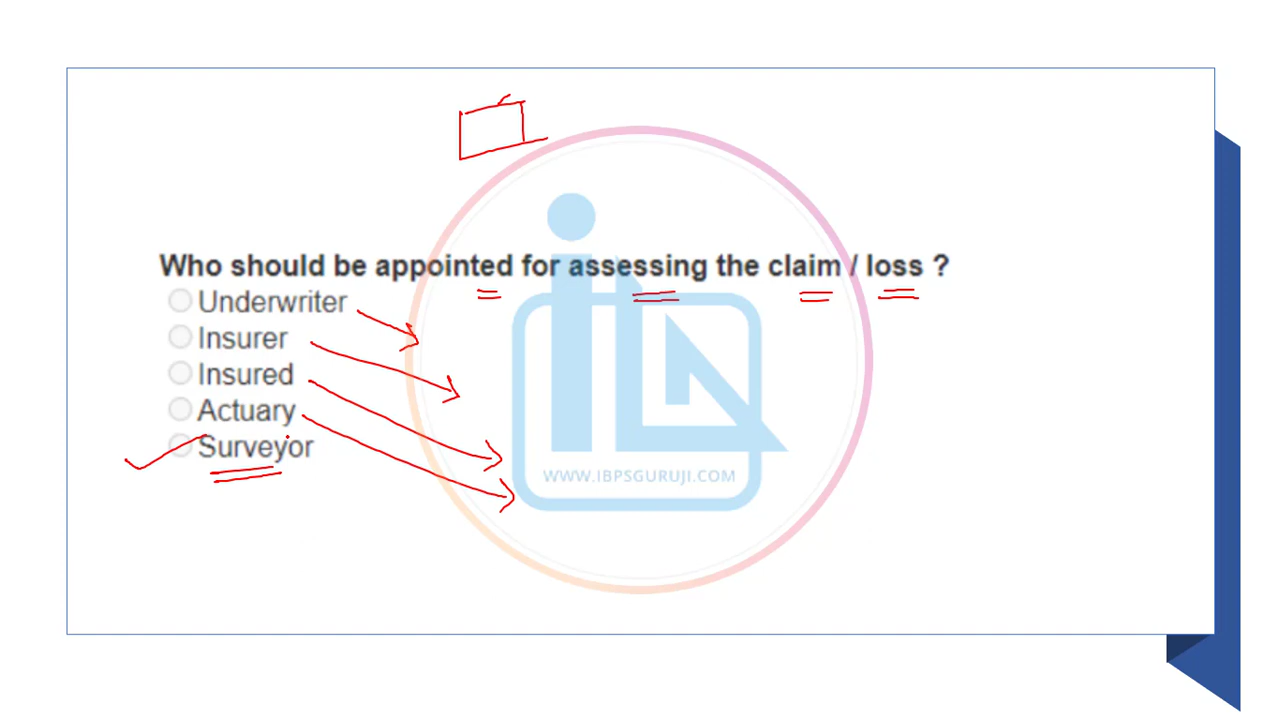 Who should be appointed for assessing the claim / loss ?
Underwriter
Insurer
Insured
Actuary
Surveyor
WWW.IBPSGURUJI.COM